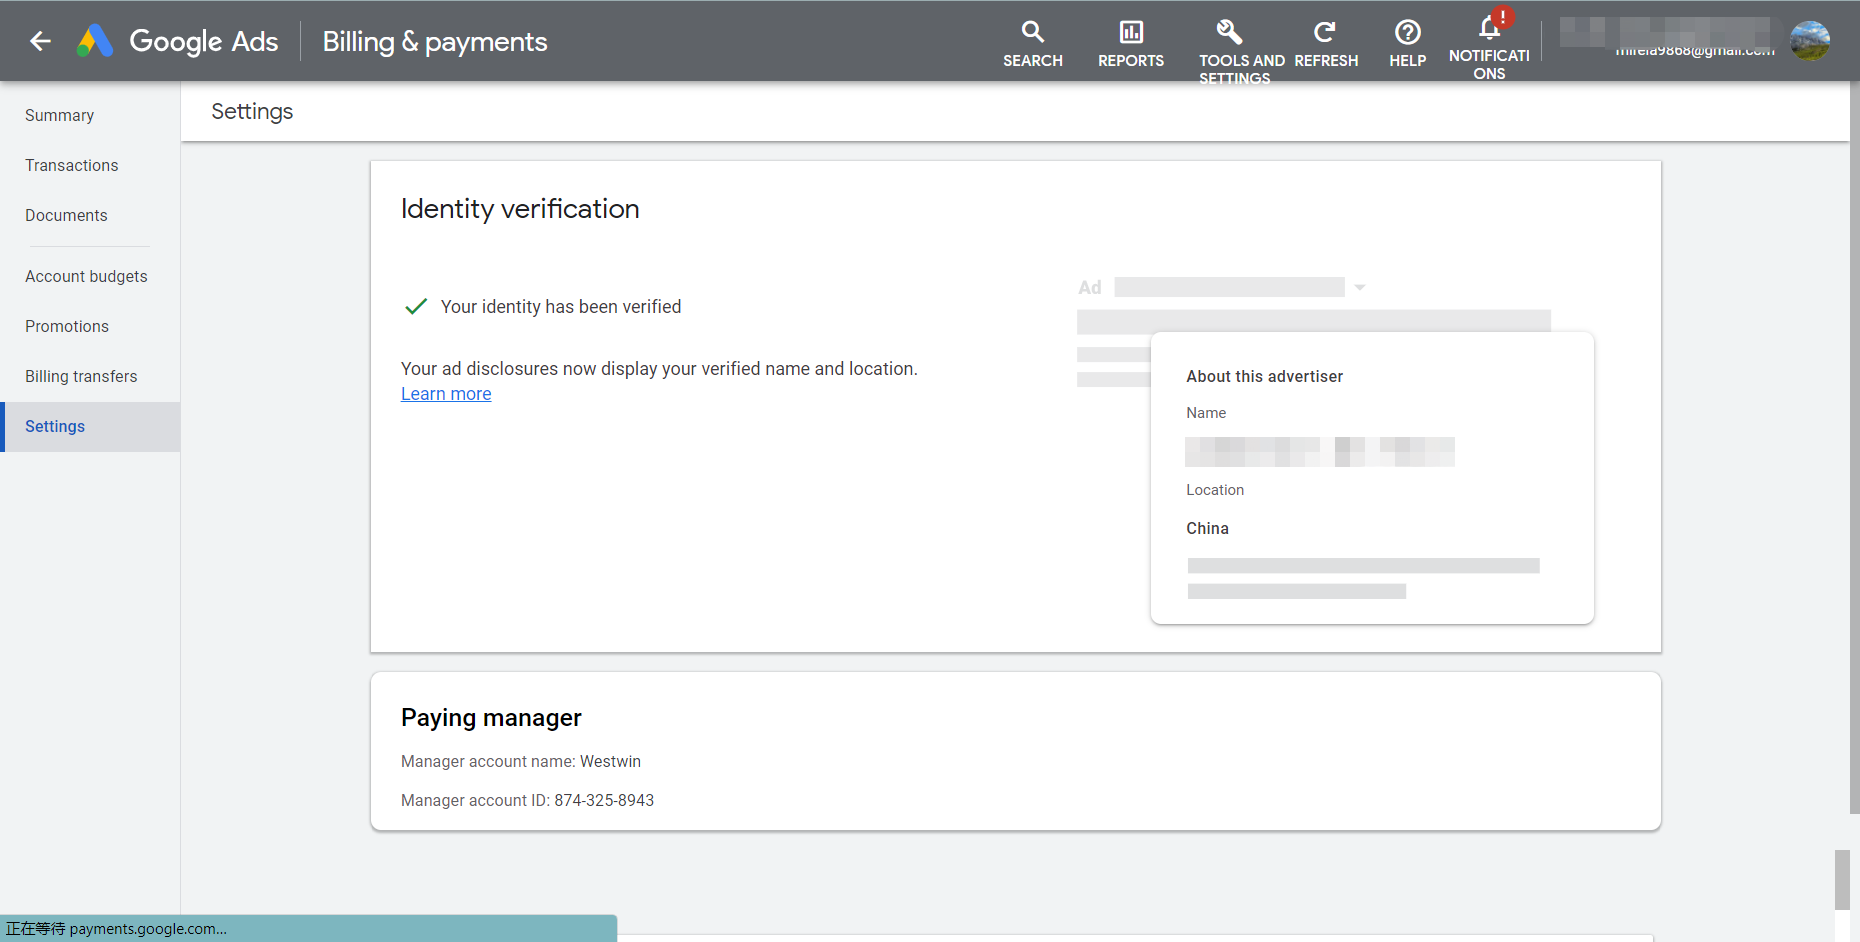 Google Ads
Billing & payments
SEARCH
REPORTS
TOOLS AND
SETTINGS
REFRESH
HELP
!
NOTIFICATI
ONS
mirela9868@gmail.com
Summary
Transactions
Documents
Account budgets
Promotions
Billing transfers
Settings
Settings
Identity verification
Your identity has been verified
Your ad disclosures now display your verified name and location.
Learn more
Ad
About this advertiser
Name
Location
China
Paying manager
Manager account name: Westwin
Manager account ID: 874-325-8943
正在等待 payments.google.com...